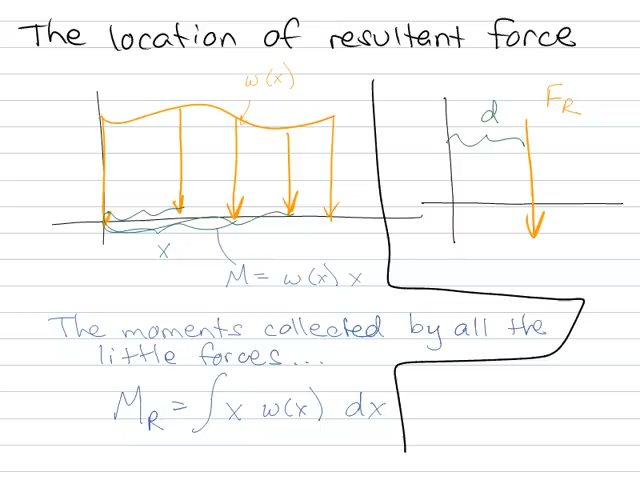 The location of resultant force
w(x)
F_R
d
x
M = w(x) x
The moments collected by all the
little forces...
M_R = ∫ x w(x) dx